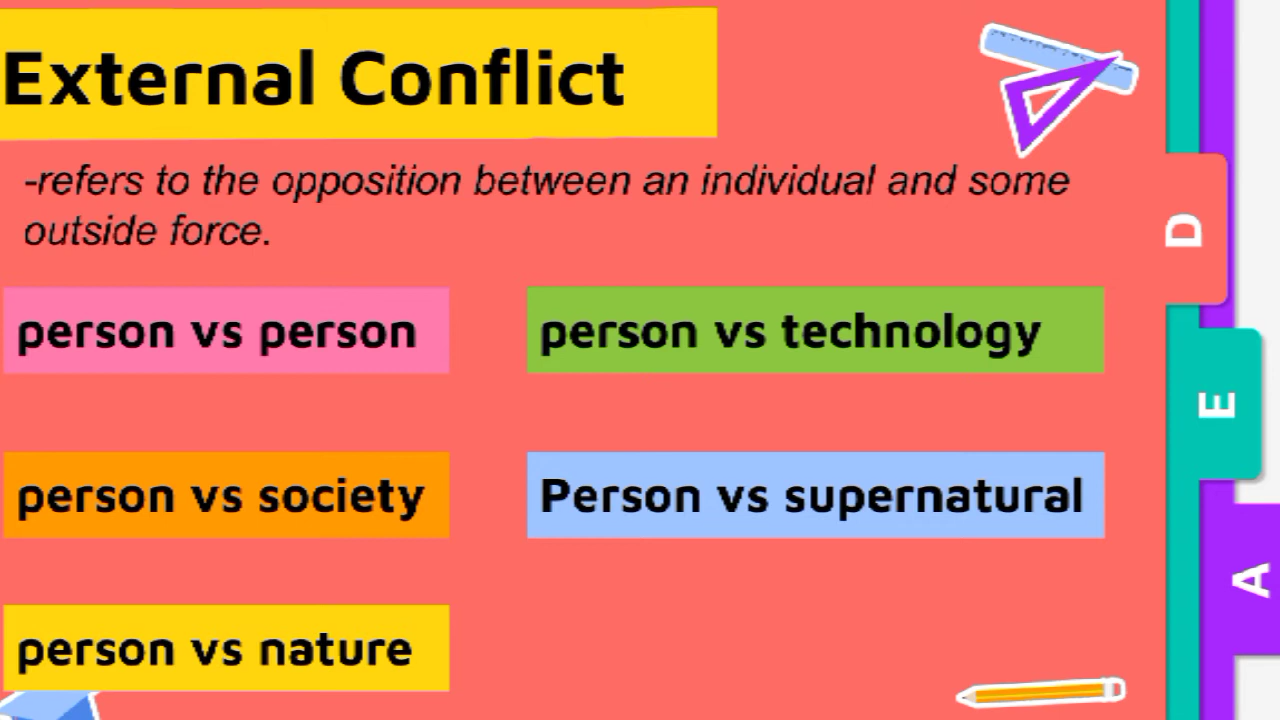 External Conflict
-refers to the opposition between an individual and some
outside force.
person vs person
person vs technology
person vs society
Person vs supernatural
person vs nature
D
E
A